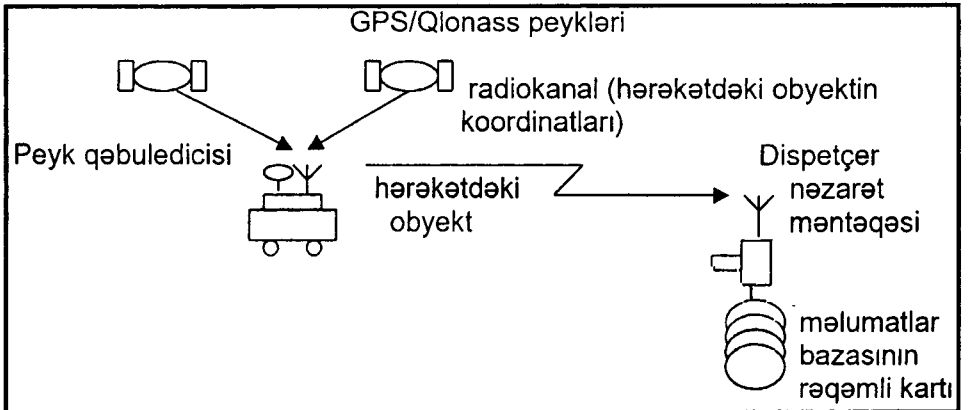 GPS/Qlonass peykləri
radiokanal (hərəkətdəki obyektin
koordinatları)
Peyk qəbuledicisi
hərəkətdəki
obyekt
Dispetçer
nəzarət
məntəqəsi
məlumatlar
bazasının
rəqəmli kartı